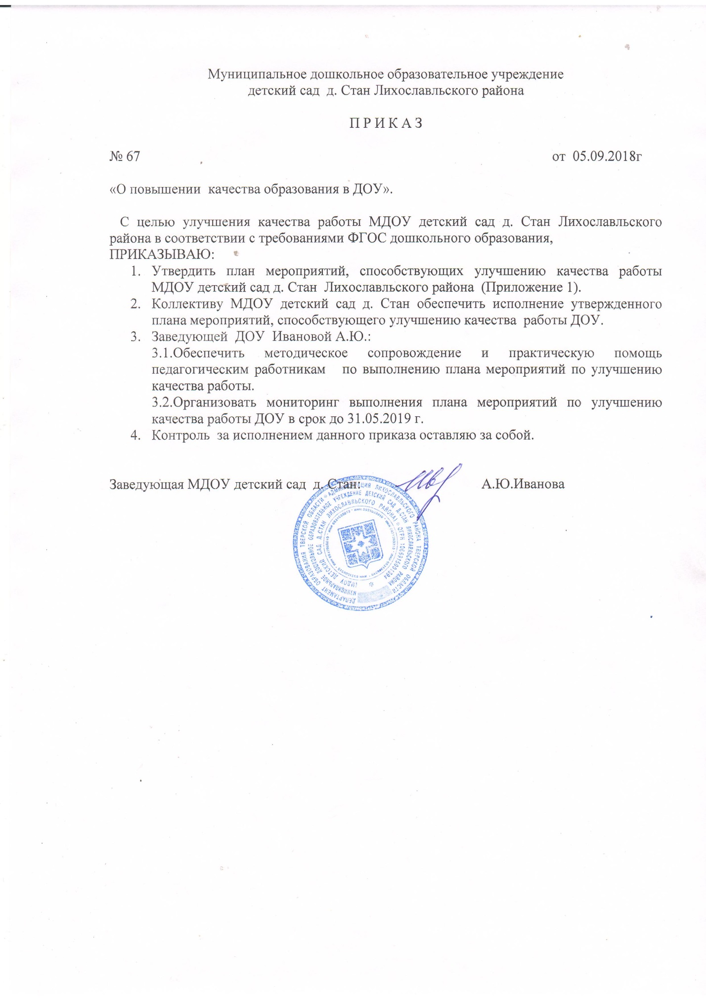 Муниципальное дошкольное образовательное учреждение
детский сад д. Стан Лихославльского района
П Р И К А З
№ 67 от 05.09.2018г
«О повышении качества образования в ДОУ».
С целью улучшения качества работы МДОУ детский сад д. Стан Лихославльского
района в соответствии с требованиями ФГОС дошкольного образования,
ПРИКАЗЫВАЮ:
1. Утвердить план мероприятий, способствующих улучшению качества работы
МДОУ детский сад д. Стан Лихославльского района (Приложение 1).
2. Коллективу МДОУ детский сад д. Стан обеспечить исполнение утвержденного
плана мероприятий, способствующего улучшению качества работы ДОУ.
3. Заведующей ДОУ Ивановой А.Ю.:
3.1.Обеспечить методическое сопровождение и практическую помощь
педагогическим работникам по выполнению плана мероприятий по улучшению
качества работы.
3.2.Организовать мониторинг выполнения плана мероприятий по улучшению
качества работы ДОУ в срок до 31.05.2019 г.
4. Контроль за исполнением данного приказа оставляю за собой.
Заведующая МДОУ детский сад д. Стан: А.Ю.Иванова
ДЕПАРТАМЕНТ ОБРАЗОВАНИЯ ТВЕРСКОЙ ОБЛАСТИ * АДМИНИСТРАЦИЯ ЛИХОСЛАВЛЬСКОГО РАЙОНА ТВЕРСКОЙ ОБЛАСТИ
МУНИЦИПАЛЬНОЕ ДОШКОЛЬНОЕ ОБРАЗОВАТЕЛЬНОЕ УЧРЕЖДЕНИЕ ДЕТСКИЙ САД Д.СТАН ЛИХОСЛАВЛЬСКОГО РАЙОНА
(МДОУ ДЕТСКИЙ САД Д.СТАН ЛИХОСЛАВЛЬСКОГО РАЙОНА) * ОГРН